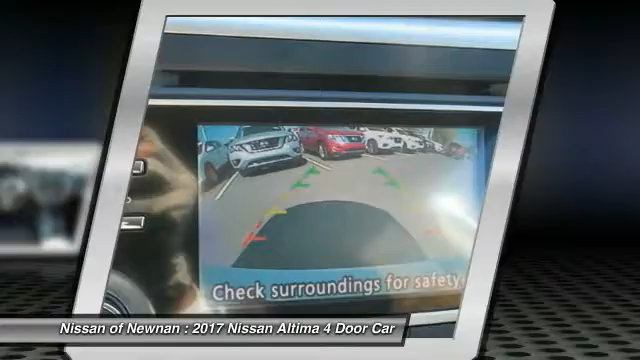 Check surroundings for safety.
Nissan of Newnan : 2017 Nissan Altima 4 Door Car